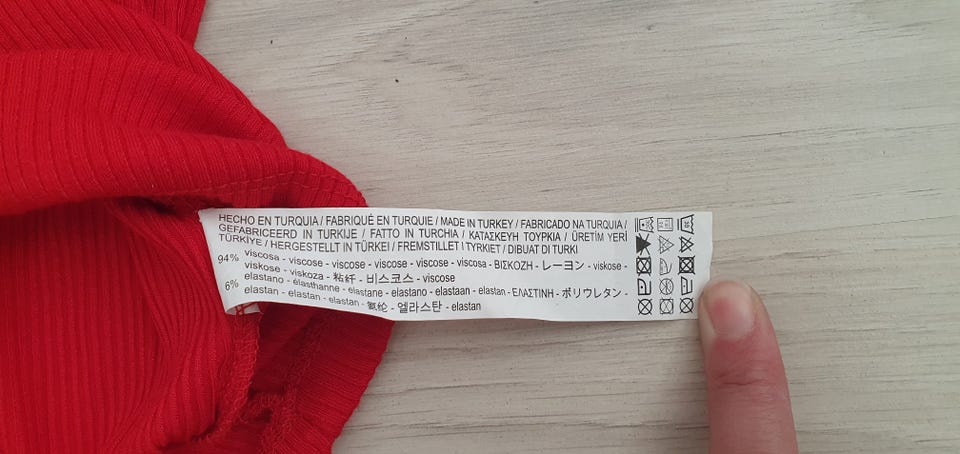 HECHO EN TURQUIA / FABRIQUÉ EN TURQUIE / MADE IN TURKEY / FABRICADO NA TURQUIA /
GEFABRICEERD IN TURKIJE / FATTO IN TURCHIA / ΚΑΤΑΣΚΕΥΗ ΤΟΥΡΚΙΑ / ÜRETİM YERİ
TÜRKİYE / HERGESTELLT IN TÜRKEI / FREMSTILLET I TYRKIET / DIBUAT DI TURKI
94% viscosa - viscose - viscose - viscose - viscose - viscose - viscosa - ΒΙΣΚΟΖΗ - レーヨン - viskose -
viskose - viskoza - 粘纤 - 비스코스 - viscose
6% elastano - élasthanne - elastane - elastano - elastaan - elastan - ΕΛΑΣΤΙΝΗ - ポリウレタン -
elastan - elastan - elastan - 氨纶 - 엘라스탄 - elastan